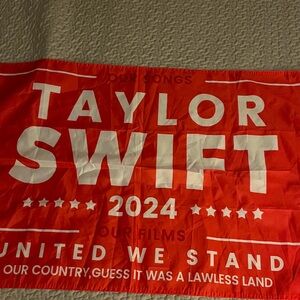 OUR SONGS
TAYLOR
SWIFT
★★★★★ 2024 ★★★★★
OUR FILMS
UNITED WE STAND
OUR COUNTRY, GUESS IT WAS A LAWLESS LAND